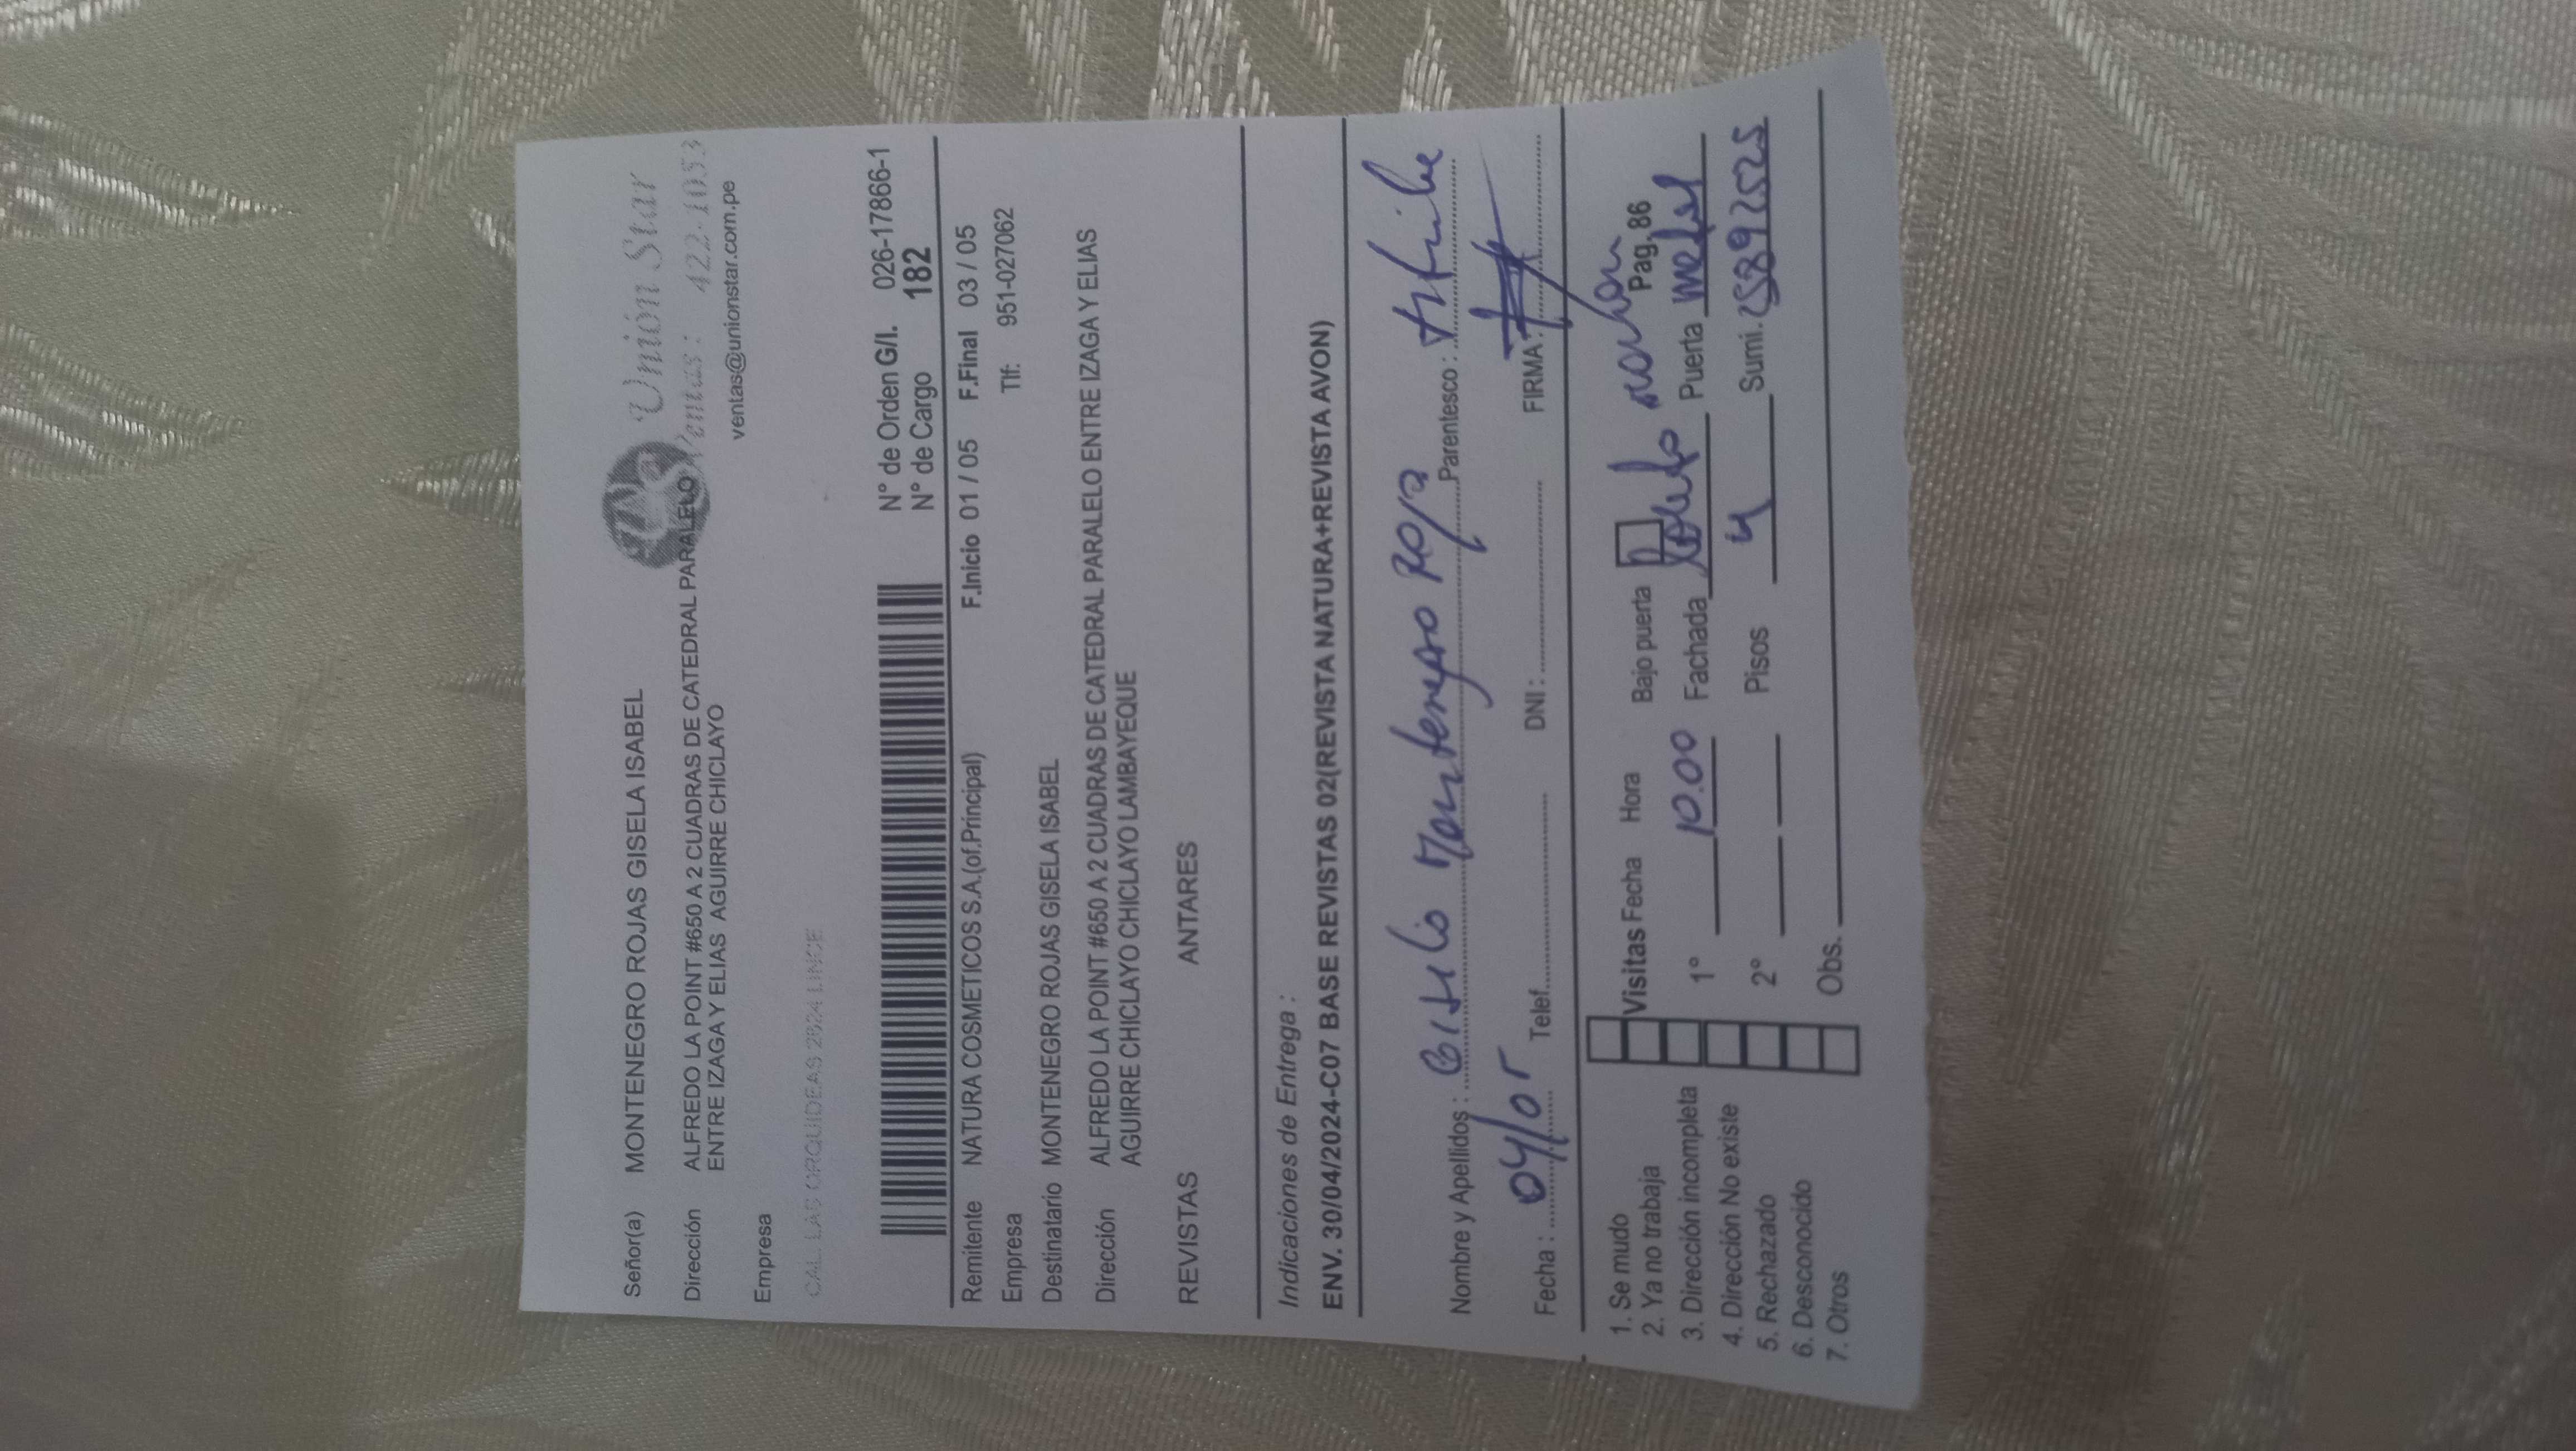 Unión Star
Ventas: 422-1053
ventas@unionstar.com.pe
Señor(a) MONTENEGRO ROJAS GISELA ISABEL
Dirección ALFREDO LA POINT #650 A 2 CUADRAS DE CATEDRAL PARALELO
ENTRE IZAGA Y ELIAS AGUIRRE CHICLAYO
Empresa
CAL. LAS ORQUIDEAS 2624 LINCE
N° de Orden G/I. 026-17866-1
N° de Cargo 182
Remitente NATURA COSMETICOS S.A.(of.Principal) F.Inicio 01 / 05 F.Final 03 / 05
Empresa Tlf: 951-027062
Destinatario MONTENEGRO ROJAS GISELA ISABEL
Dirección ALFREDO LA POINT #650 A 2 CUADRAS DE CATEDRAL PARALELO ENTRE IZAGA Y ELIAS
AGUIRRE CHICLAYO CHICLAYO LAMBAYEQUE
REVISTAS ANTARES
Indicaciones de Entrega :
ENV. 30/04/2024-C07 BASE REVISTAS 02(REVISTA NATURA+REVISTA AVON)
Nombre y Apellidos : Montenegro Parentesco :
Fecha : 04/05 Telef. DNI : FIRMA :
1. Se mudo
2. Ya no trabaja
3. Dirección incompleta
4. Dirección No existe
5. Rechazado
6. Desconocido
7. Otros
Visitas Fecha Hora Bajo puerta Pag. 86
1° 10.00 Fachada Puerta metal
2° Pisos 4 Sumi. 25897525
Obs.